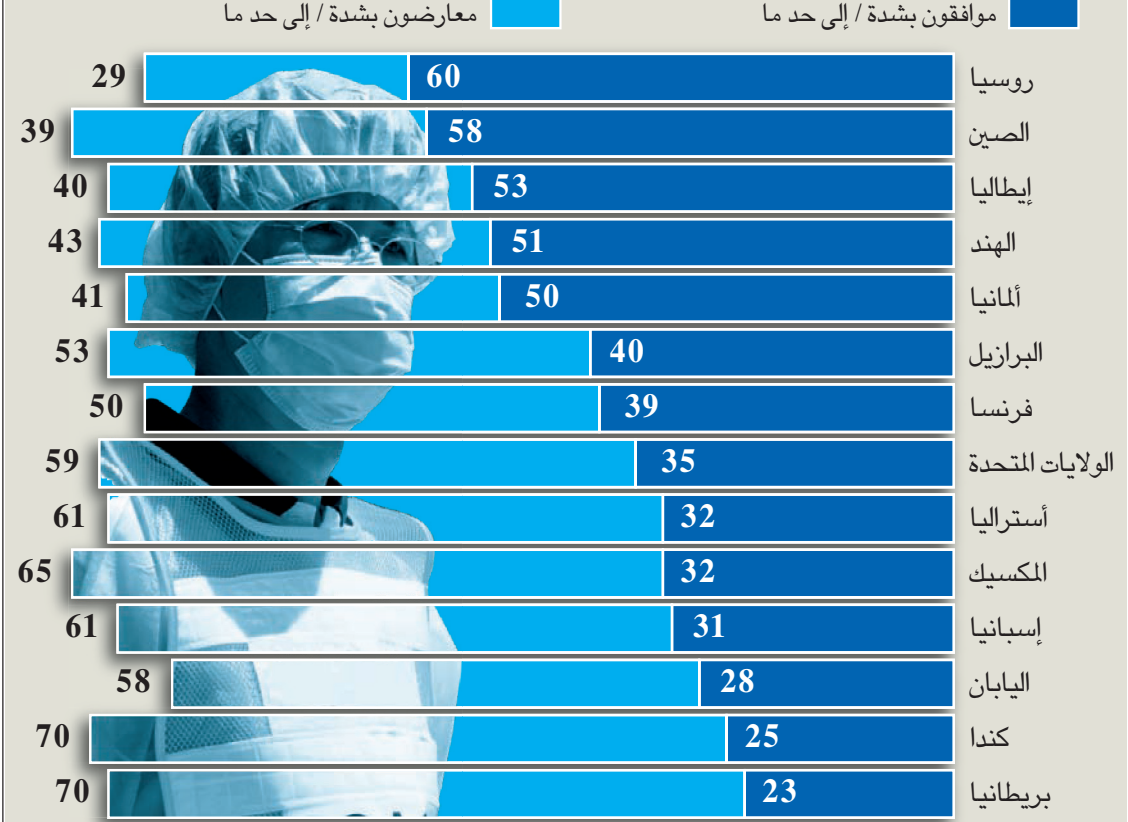 موافقون بشدة / إلى حد ما معارضون بشدة / إلى حد ما
روسيا 60 29
الصين 58 39
إيطاليا 53 40
الهند 51 43
ألمانيا 50 41
البرازيل 40 53
فرنسا 39 50
الولايات المتحدة 35 59
أستراليا 32 61
المكسيك 32 65
إسبانيا 31 61
اليابان 28 58
كندا 25 70
بريطانيا 23 70